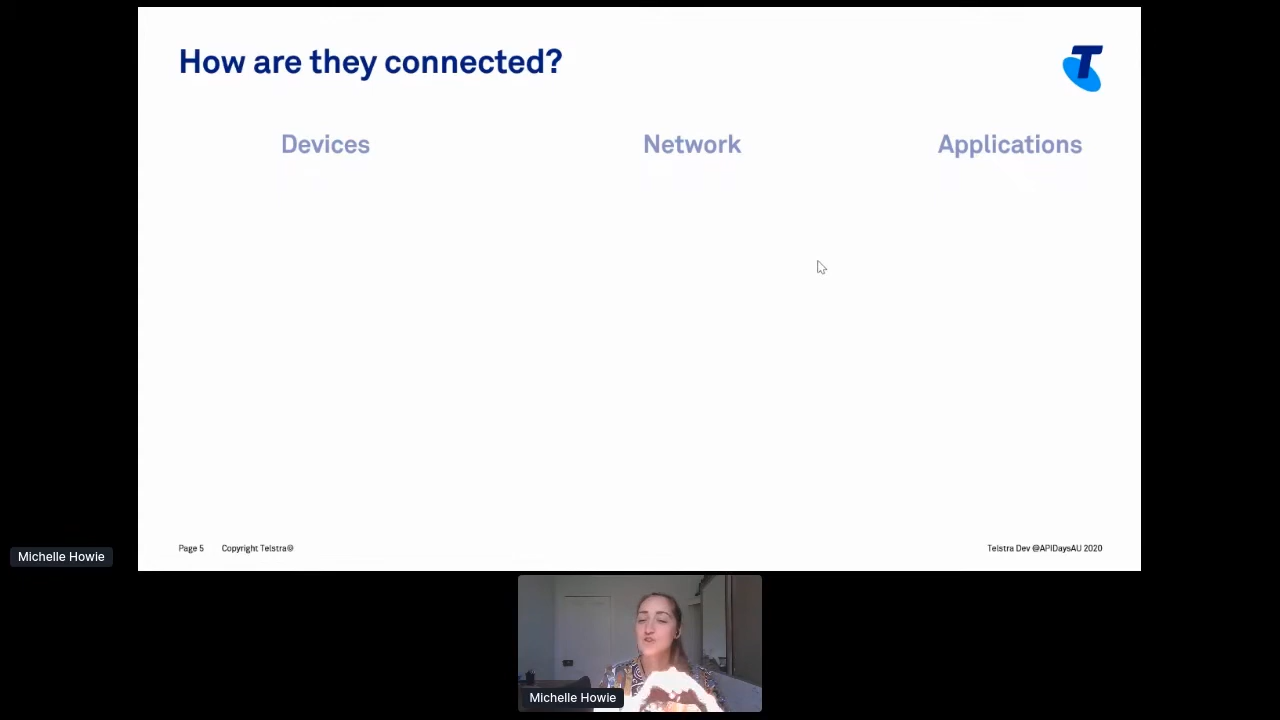 How are they connected?
Devices
Network
Applications
Page 5
Copyright Telstra©
Telstra Dev @APIDaysAU 2020
Michelle Howie
Michelle Howie